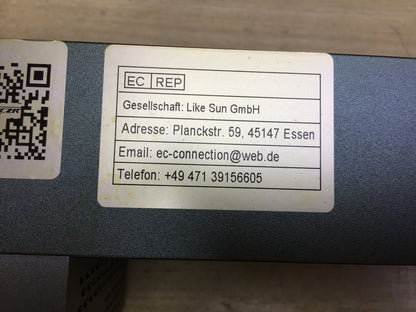 EC REP
Gesellschaft: Like Sun GmbH
Adresse: Planckstr. 59, 45147 Essen
Email: ec-connection@web.de
Telefon: +49 471 39156605